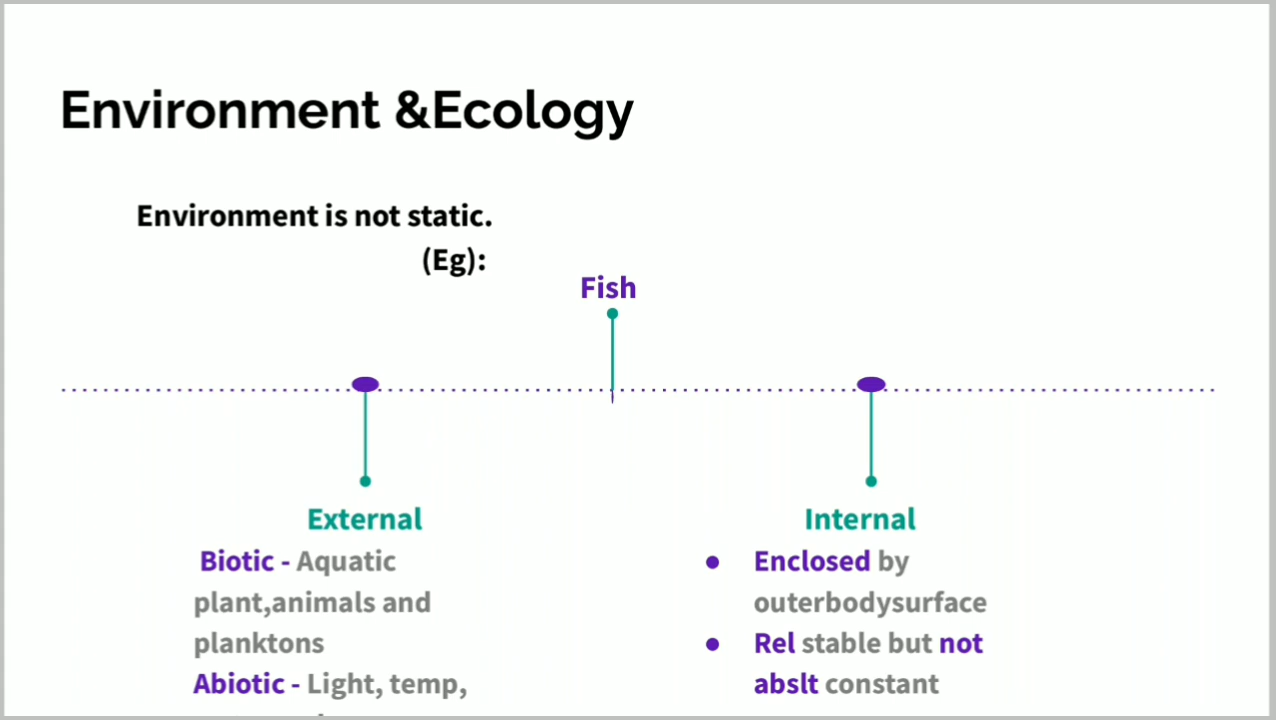 Environment &Ecology
Environment is not static.
(Eg):
Fish
External
Biotic - Aquatic
plant,animals and
planktons
Abiotic - Light, temp,
Internal
● Enclosed by
outerbodysurface
● Rel stable but not
abslt constant